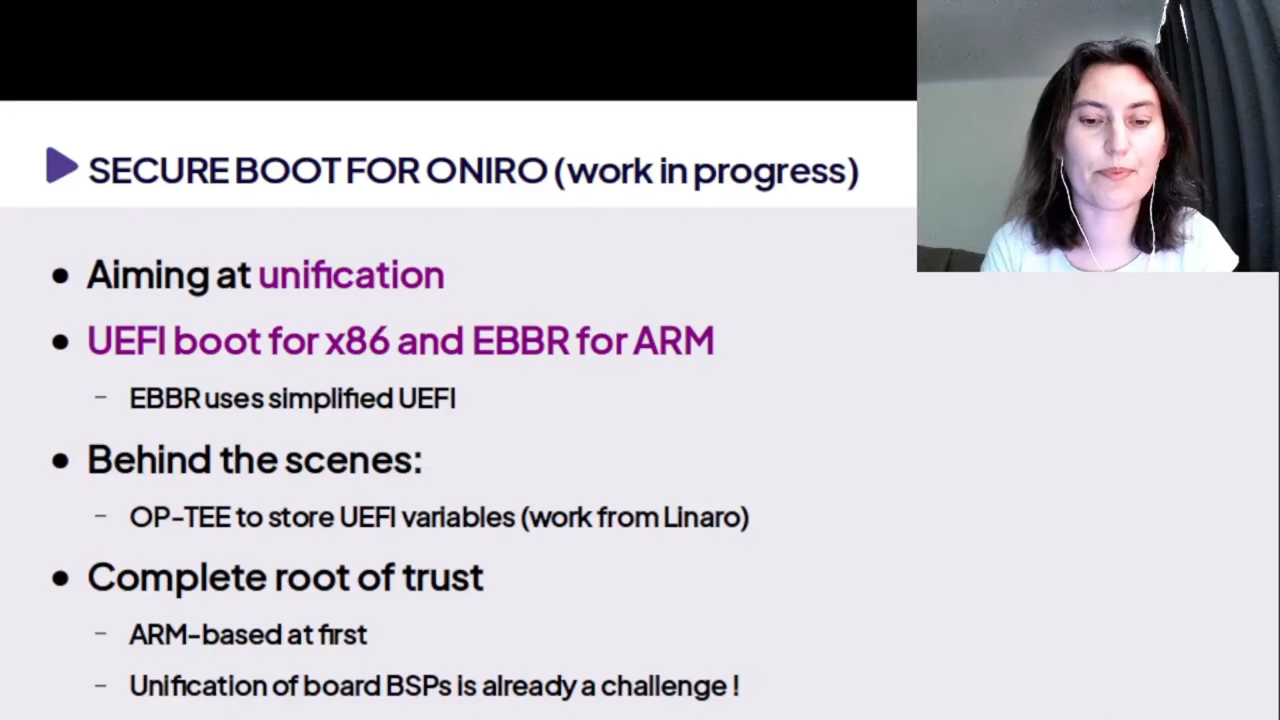 SECURE BOOT FOR ONIRO (work in progress)
● Aiming at unification
● UEFI boot for x86 and EBBR for ARM
– EBBR uses simplified UEFI
● Behind the scenes:
– OP-TEE to store UEFI variables (work from Linaro)
● Complete root of trust
– ARM-based at first
– Unification of board BSPs is already a challenge !